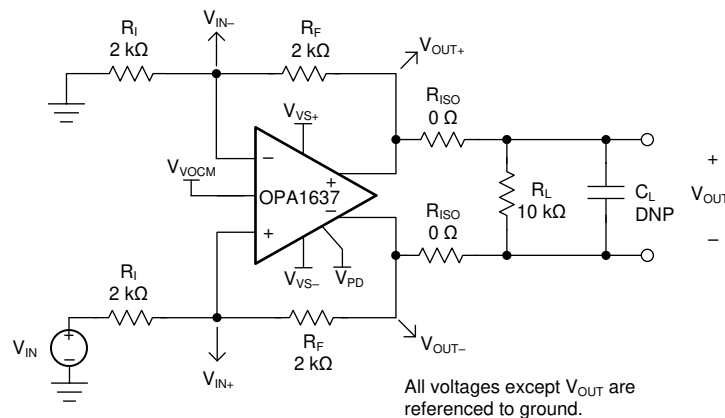 R_I
2 kΩ
V_IN–
R_F
2 kΩ
V_OUT+
R_ISO
0 Ω
V_VS+
–
V_VOCM
OPA1637
+
–
+
R_L
10 kΩ
C_L
DNP
+
V_OUT
–
R_ISO
0 Ω
V_VS–
V_PD
R_I
2 kΩ
V_IN
+
–
R_F
2 kΩ
V_IN+
V_OUT–
All voltages except V_OUT are
referenced to ground.